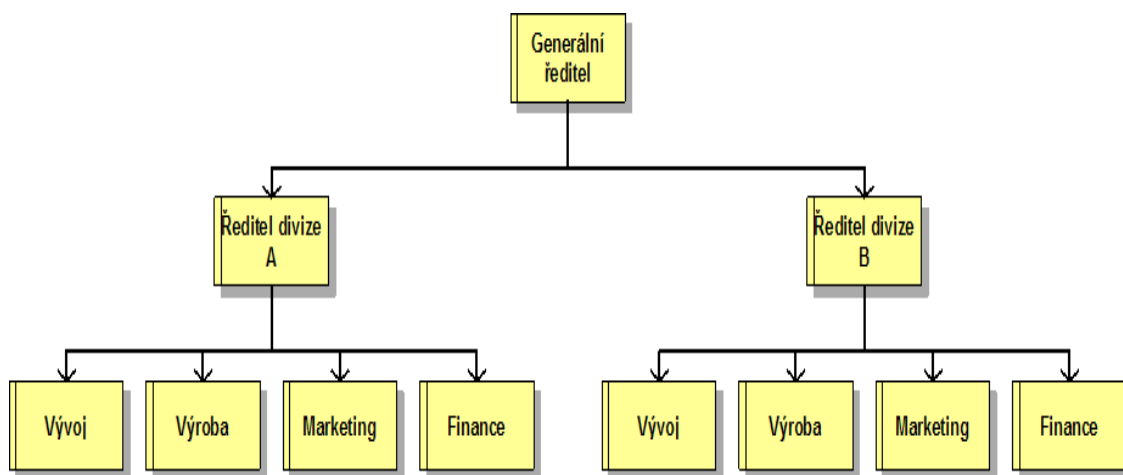 Generální
ředitel
Ředitel divize
A
Ředitel divize
B
Vývoj
Výroba
Marketing
Finance
Vývoj
Výroba
Marketing
Finance